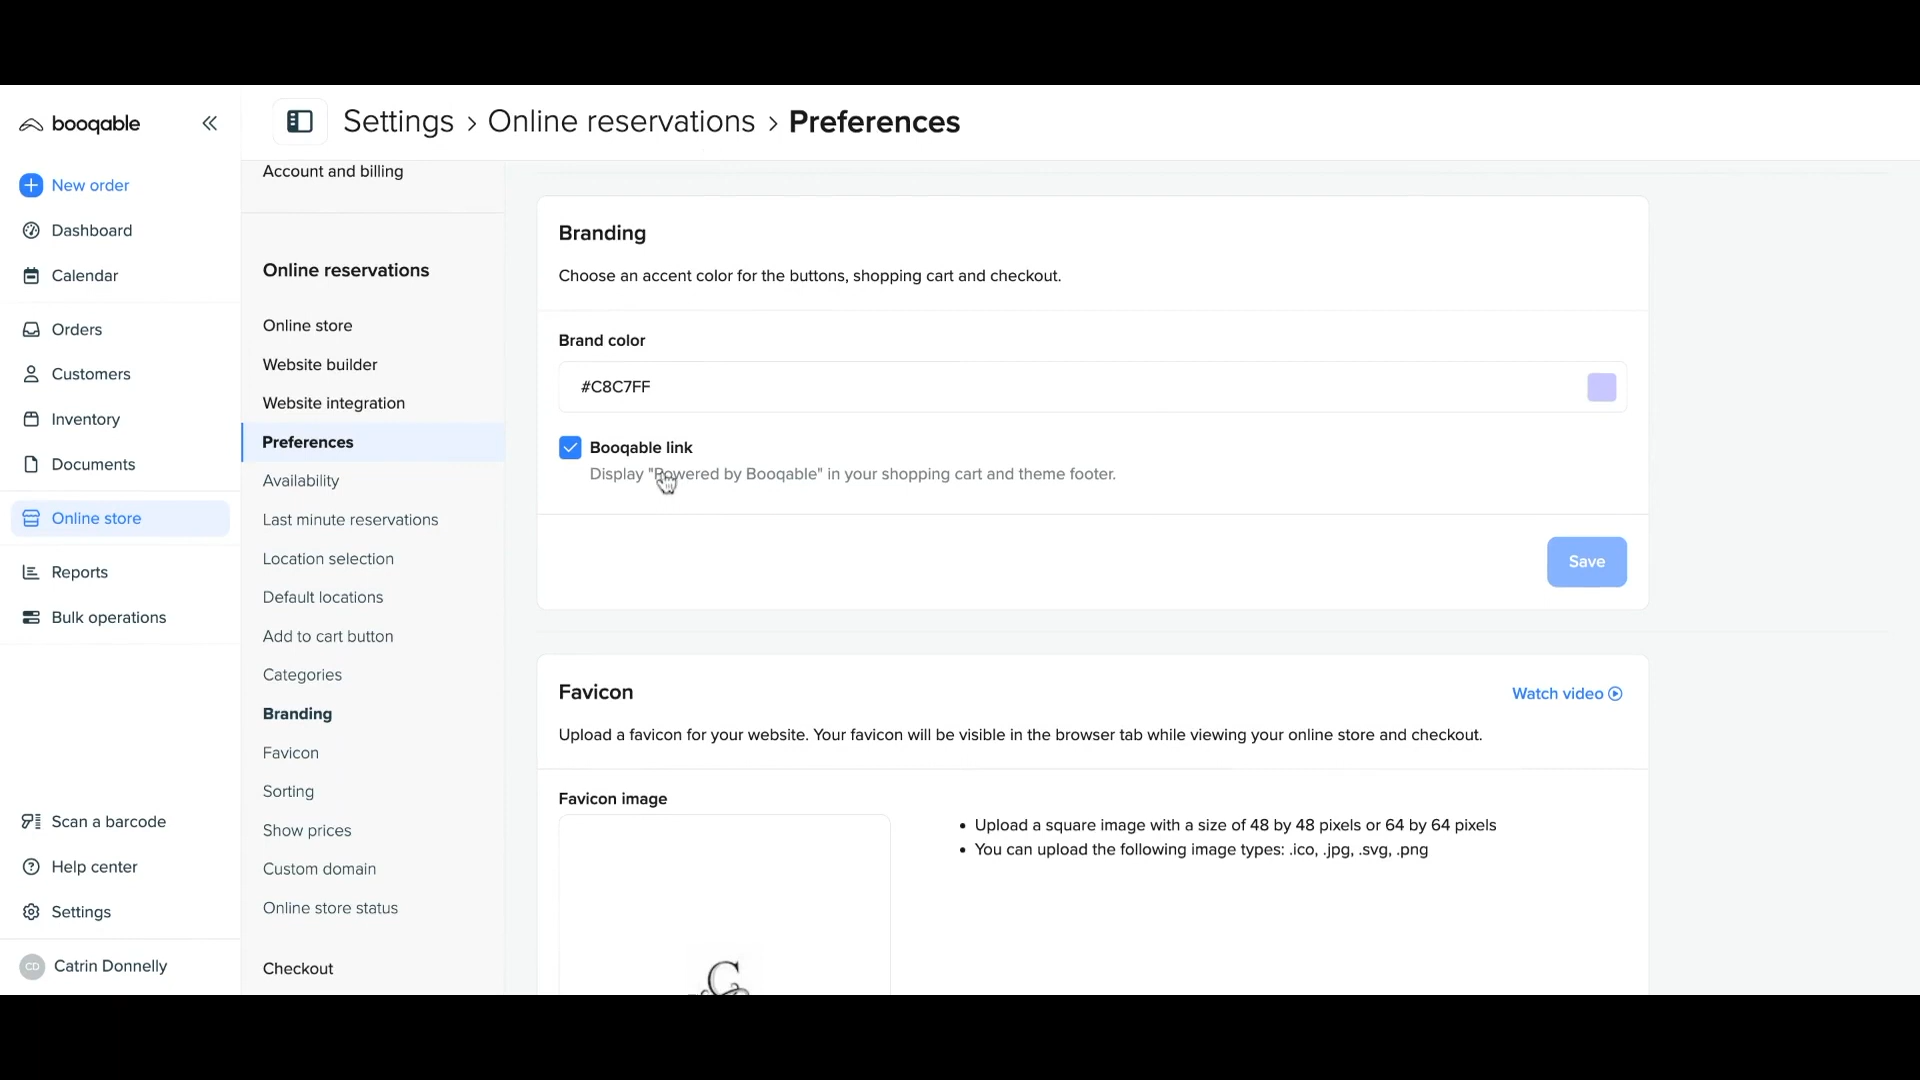 booqable
New order
Dashboard
Calendar
Orders
Customers
Inventory
Documents
Online store
Reports
Bulk operations
Scan a barcode
Help center
Settings
CD Catrin Donnelly
Settings › Online reservations › Preferences
Account and billing
Online reservations
Online store
Website builder
Website integration
Preferences
Availability
Last minute reservations
Location selection
Default locations
Add to cart button
Categories
Branding
Favicon
Sorting
Show prices
Custom domain
Online store status
Checkout
Branding
Choose an accent color for the buttons, shopping cart and checkout.
Brand color
#C8C7FF
Booqable link
Display "Powered by Booqable" in your shopping cart and theme footer.
Save
Favicon
Watch video
Upload a favicon for your website. Your favicon will be visible in the browser tab while viewing your online store and checkout.
Favicon image
• Upload a square image with a size of 48 by 48 pixels or 64 by 64 pixels
• You can upload the following image types: .ico, .jpg, .svg, .png